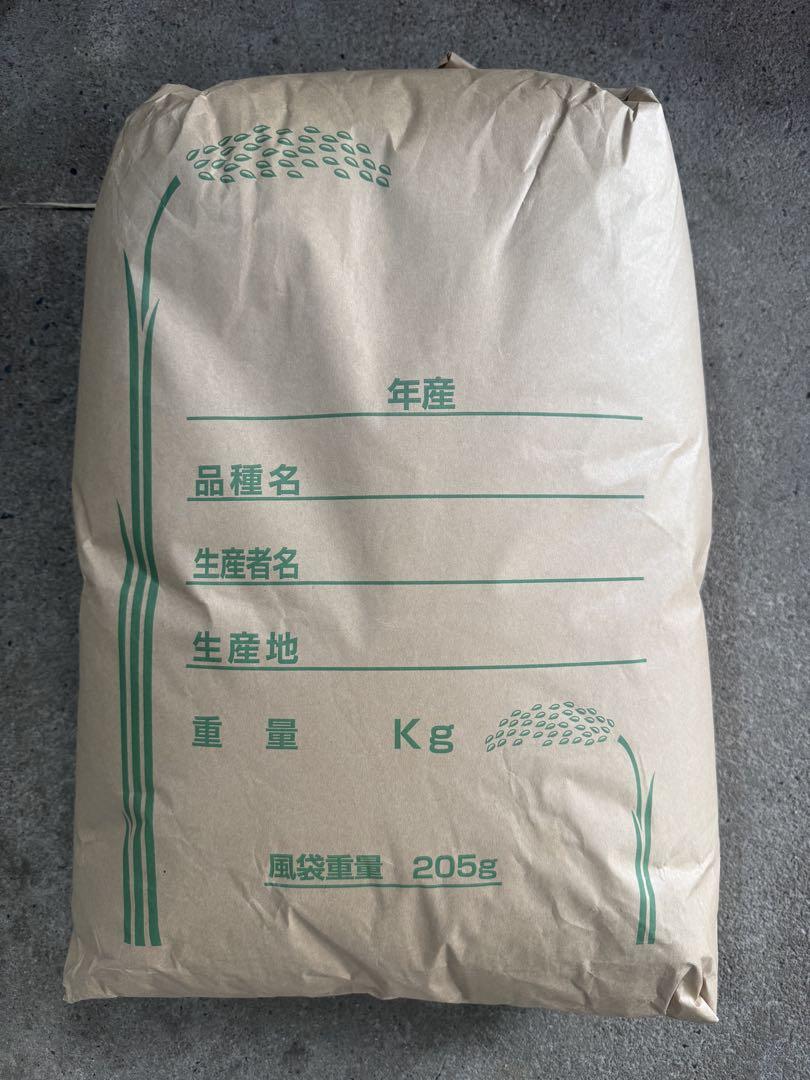 年産
品種名
生産者名
生産地
重量 Kg
風袋重量 205g